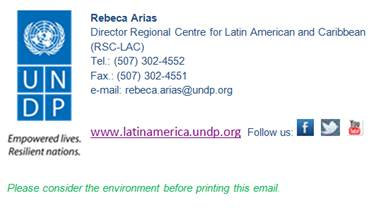 Rebeca Arias
Director Regional Centre for Latin American and Caribbean
(RSC-LAC)
Tel.: (507) 302-4552
Fax.: (507) 302-4551
e-mail: rebeca.arias@undp.org
U N
D P
Empowered lives.
Resilient nations.
www.latinamerica.undp.org Follow us: f You Tube
Please consider the environment before printing this email.